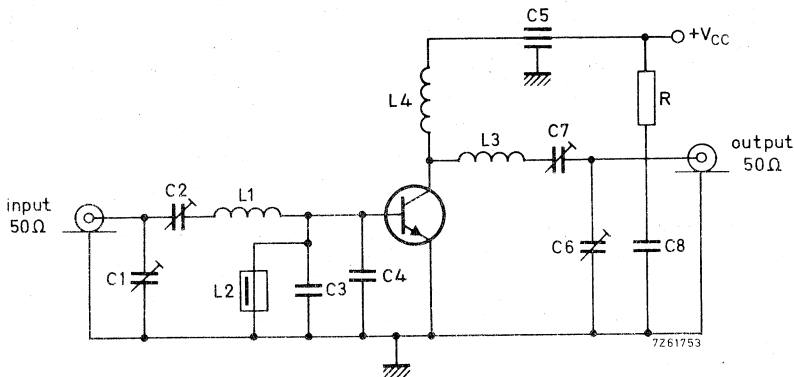 C5
+VCC
L4
R
L3
C7
output
50Ω
input
50Ω
C2
L1
C1
L2
C3
C4
C6
C8
7Z61753